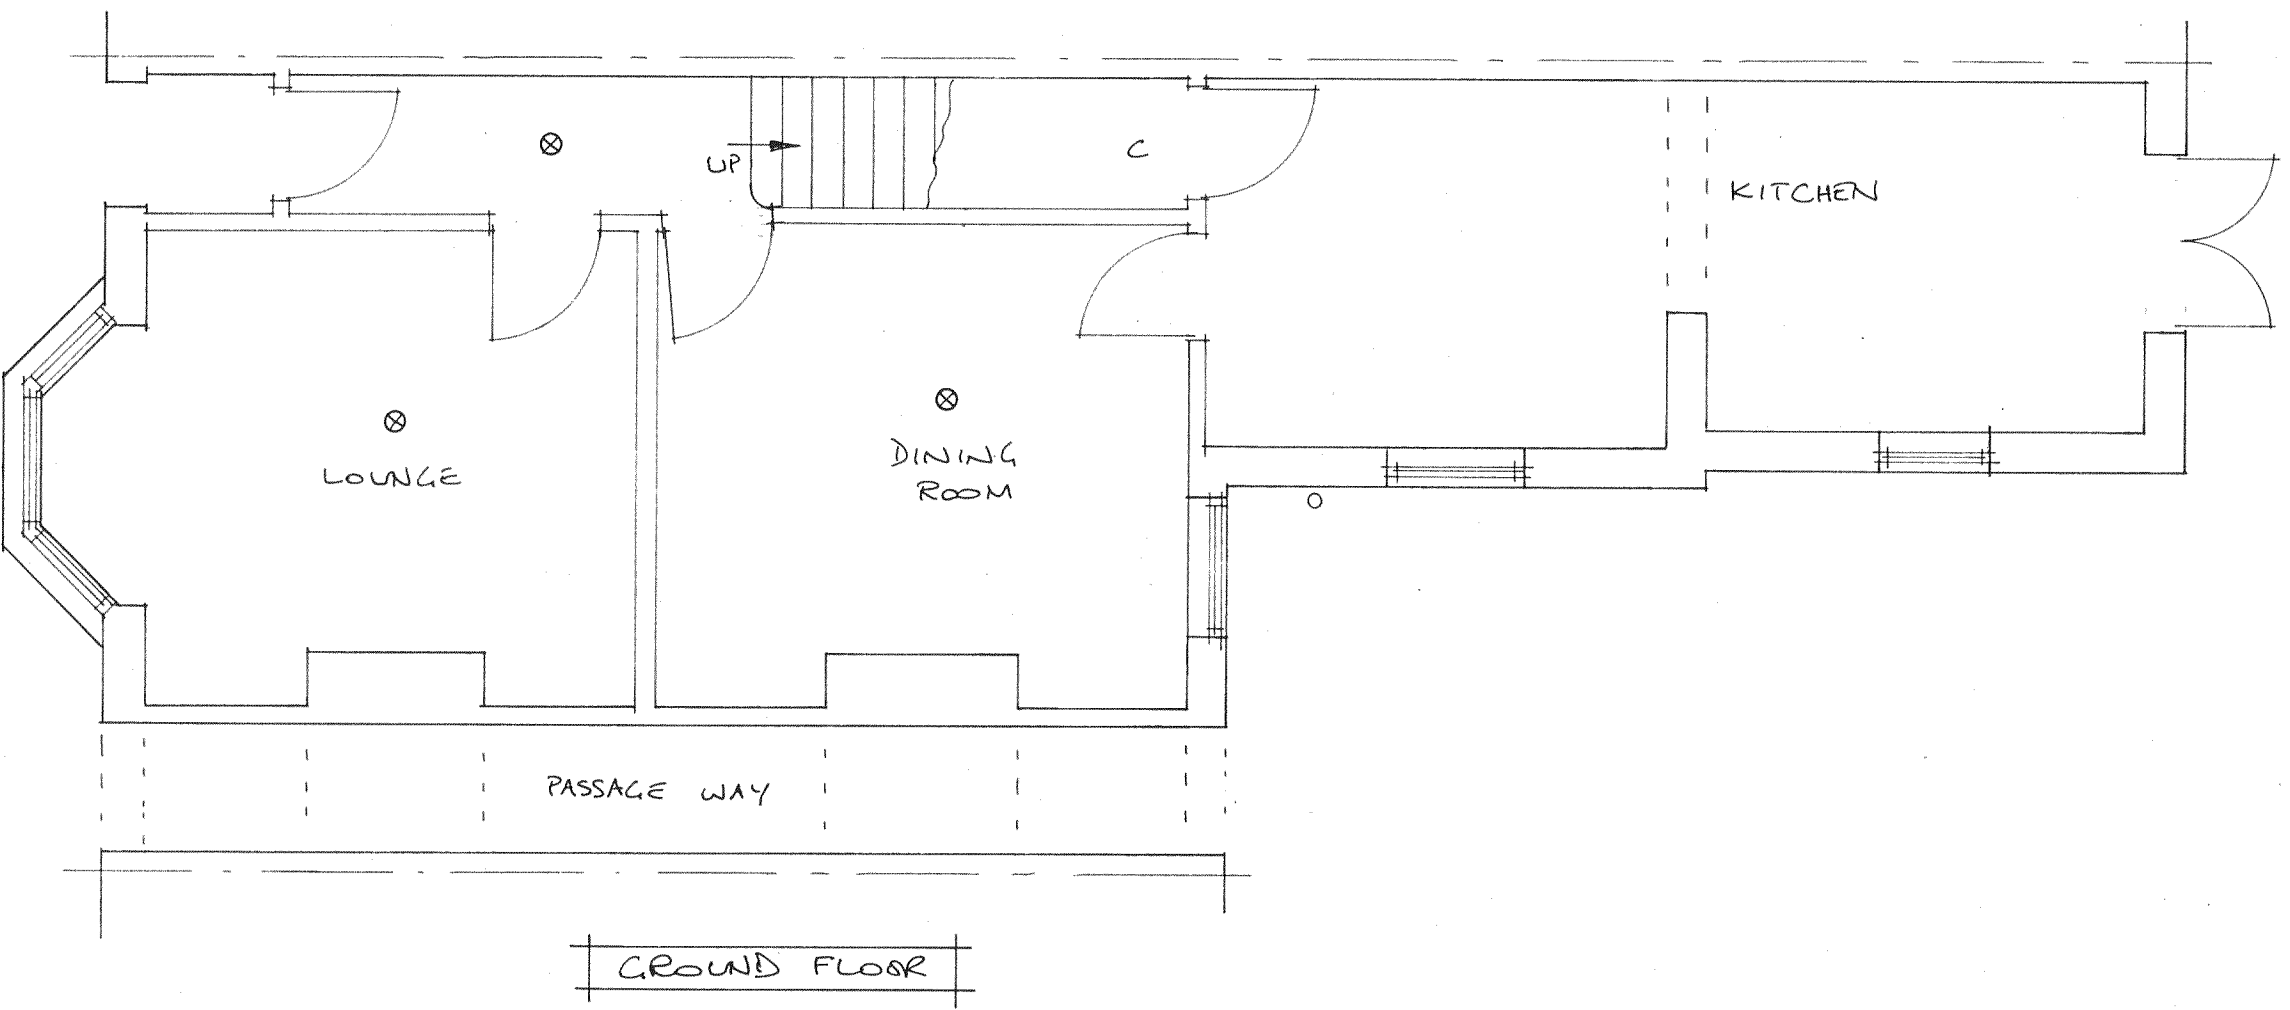 UP
C
KITCHEN
LOUNGE
DINING
ROOM
PASSAGE WAY
GROUND FLOOR